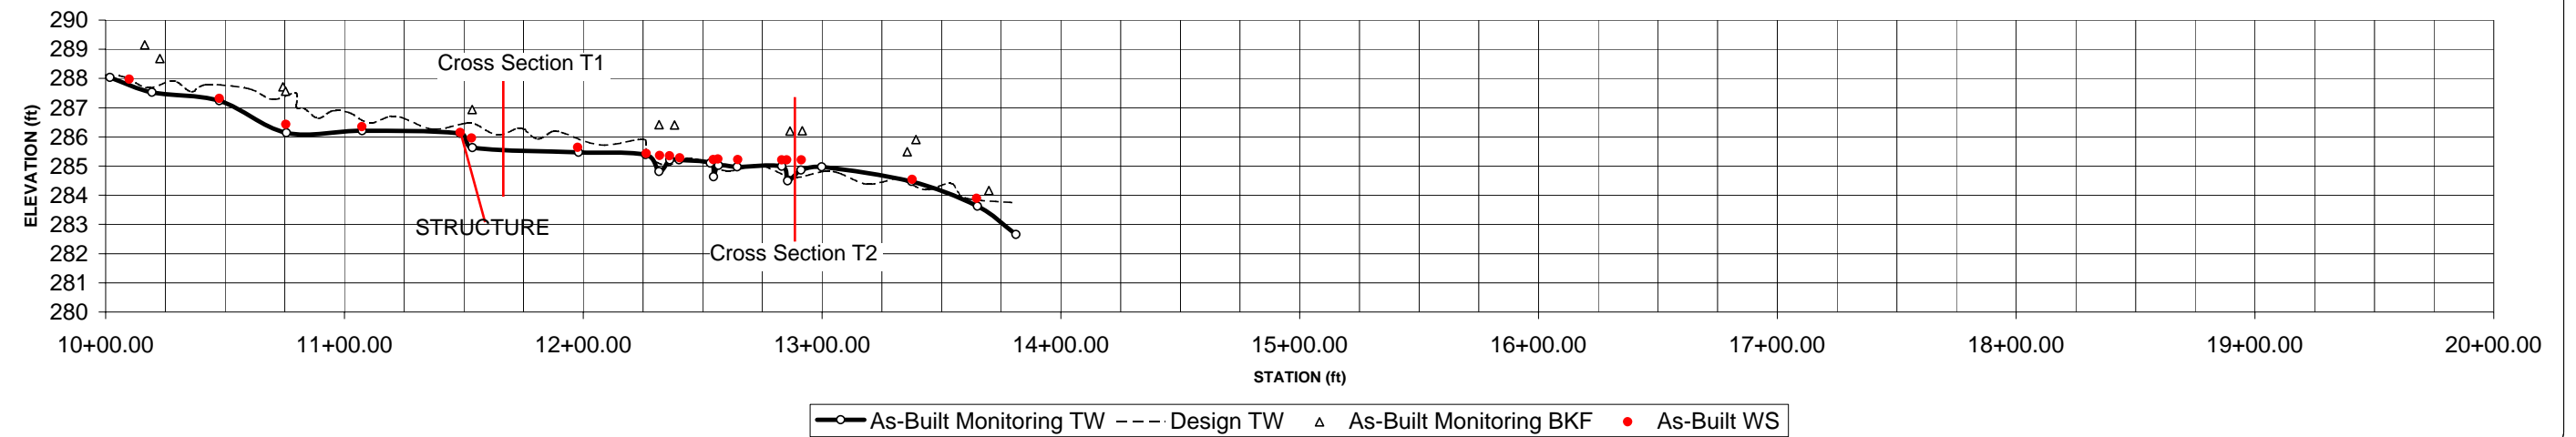 290
289
288
287
286
285
284
283
282
281
280
ELEVATION (ft)
Cross Section T1
STRUCTURE
Cross Section T2
10+00.00 11+00.00 12+00.00 13+00.00 14+00.00 15+00.00 16+00.00 17+00.00 18+00.00 19+00.00 20+00.00
STATION (ft)
As-Built Monitoring TW Design TW As-Built Monitoring BKF As-Built WS